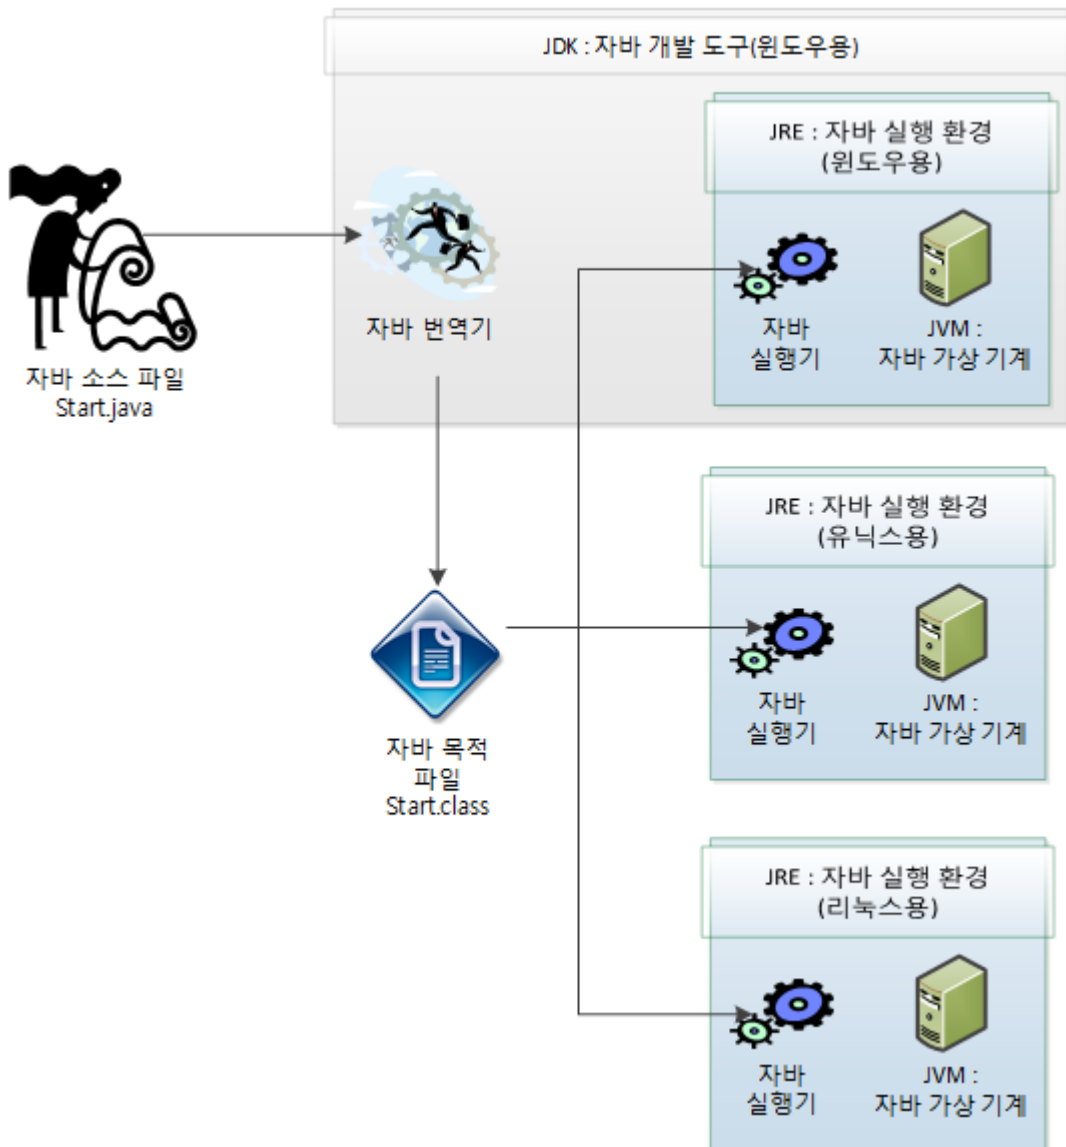 JDK : 자바 개발 도구(윈도우용)
JRE : 자바 실행 환경
(윈도우용)
자바 번역기
자바
실행기
JVM :
자바 가상 기계
자바 소스 파일
Start.java
JRE : 자바 실행 환경
(유닉스용)
자바
실행기
JVM :
자바 가상 기계
자바 목적
파일
Start.class
JRE : 자바 실행 환경
(리눅스용)
자바
실행기
JVM :
자바 가상 기계